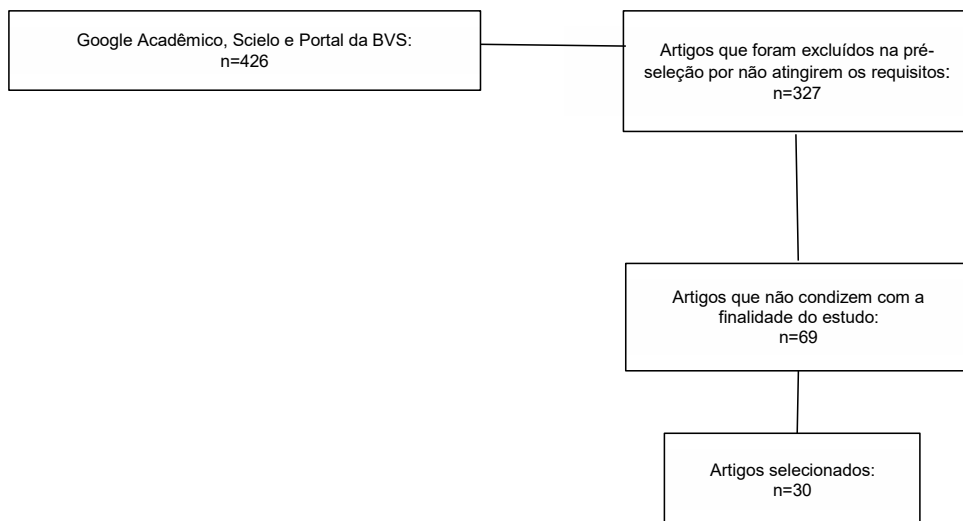 Google Acadêmico, Scielo e Portal da BVS:
n=426
Artigos que foram excluídos na pré-
seleção por não atingirem os requisitos:
n=327
Artigos que não condizem com a
finalidade do estudo:
n=69
Artigos selecionados:
n=30